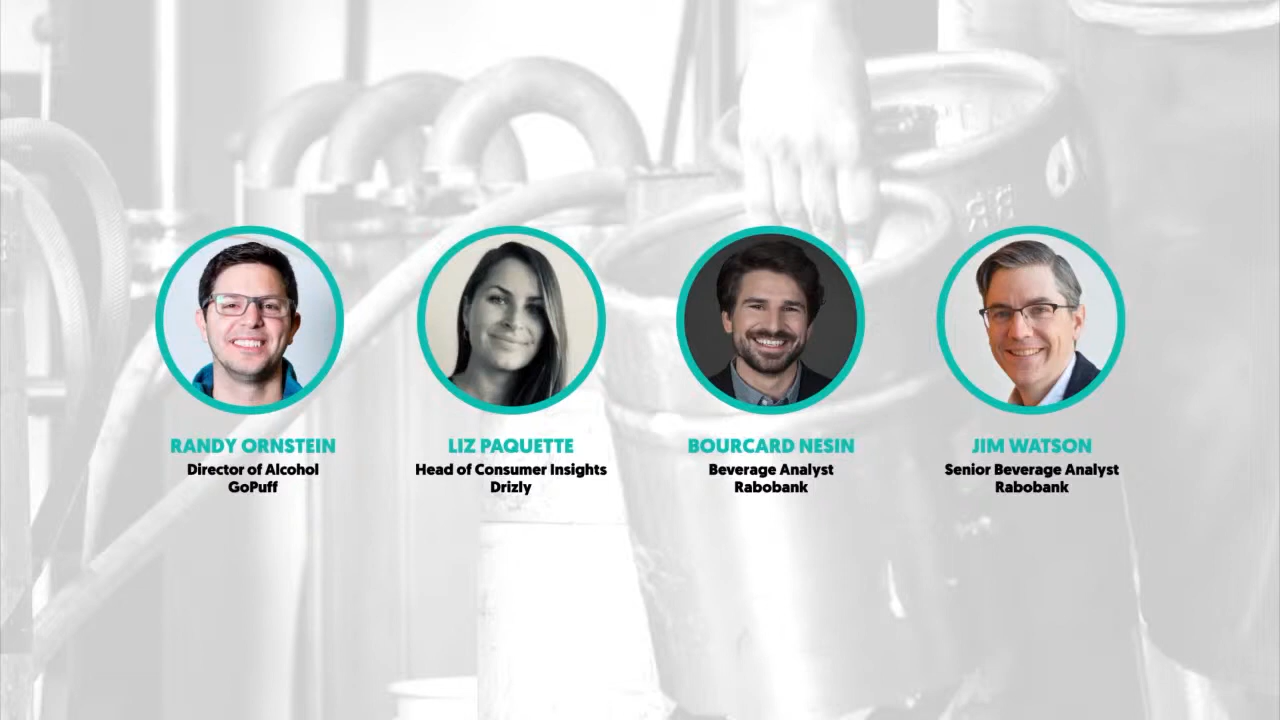 RANDY ORNSTEIN
Director of Alcohol
GoPuff
LIZ PAQUETTE
Head of Consumer Insights
Drizly
BOURCARD NESIN
Beverage Analyst
Rabobank
JIM WATSON
Senior Beverage Analyst
Rabobank